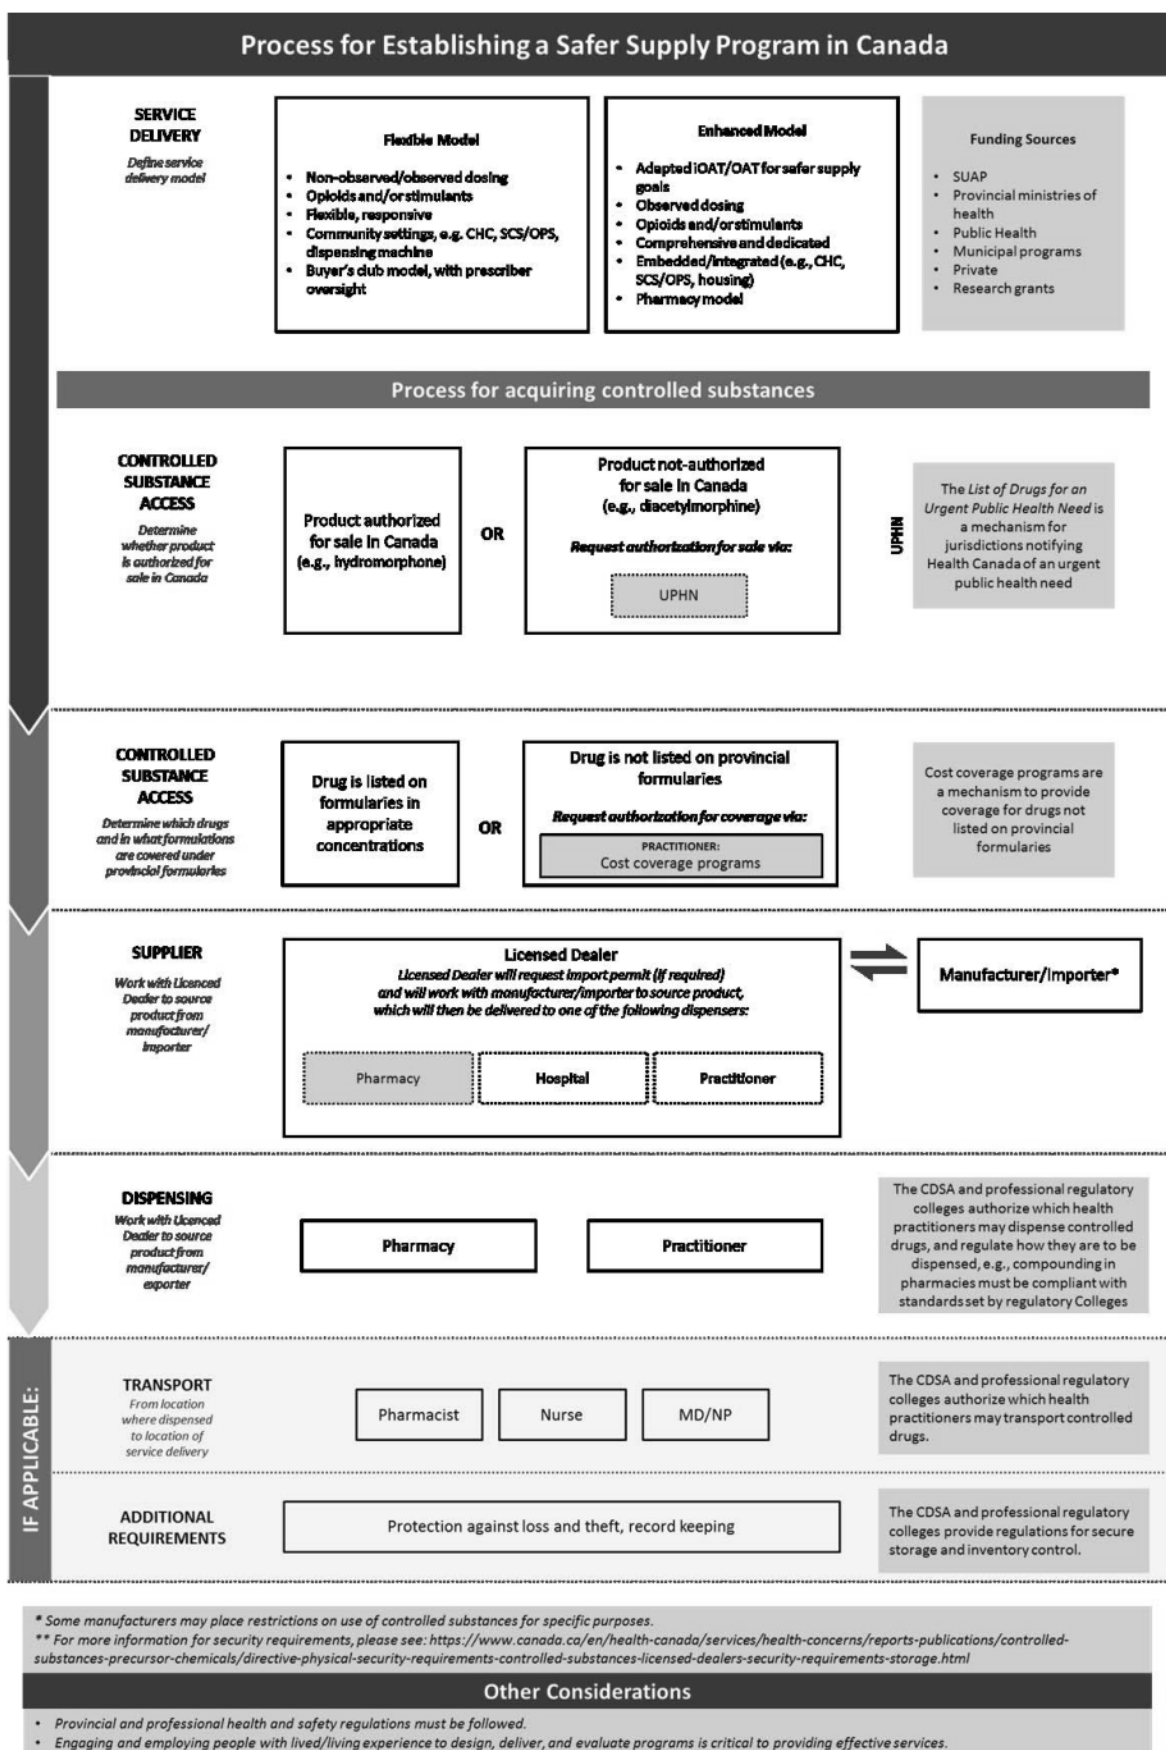 Process for Establishing a Safer Supply Program in Canada
SERVICE
DELIVERY
Define service
delivery model
Flexible Model
• Non-observed/observed dosing
• Opioids and/or stimulants
• Flexible, responsive
• Community settings, e.g. CHC, SCS/OPS,
dispensing machine
• Buyer's club model, with prescriber
oversight
Enhanced Model
• Adapted iOAT/OAT for safer supply
goals
• Observed dosing
• Opioids and/or stimulants
• Comprehensive and dedicated
• Embedded/integrated (e.g., CHC,
SCS/OPS, housing)
• Pharmacy model
Funding Sources
• SUAP
• Provincial ministries of
health
• Public Health
• Municipal programs
• Private
• Research grants
Process for acquiring controlled substances
CONTROLLED
SUBSTANCE
ACCESS
Determine
whether product
is authorized for
sale in Canada
Product authorized
for sale in Canada
(e.g., hydromorphone)
OR
Product not-authorized
for sale in Canada
(e.g., diacetylmorphine)
Request authorization for sale via:
UPHN
UPHN
The List of Drugs for an
Urgent Public Health Need is
a mechanism for
jurisdictions notifying
Health Canada of an urgent
public health need
CONTROLLED
SUBSTANCE
ACCESS
Determine which drugs
and in what formulations
are covered under
provincial formularies
Drug is listed on
formularies in
appropriate
concentrations
OR
Drug is not listed on provincial
formularies
Request authorization for coverage via:
PRACTITIONER:
Cost coverage programs
Cost coverage programs are
a mechanism to provide
coverage for drugs not
listed on provincial
formularies
SUPPLIER
Work with Licenced
Dealer to source
product from
manufacturer/
importer
Licensed Dealer
Licensed Dealer will request import permit (if required)
and will work with manufacturer/importer to source product,
which will then be delivered to one of the following dispensers:
Pharmacy
Hospital
Practitioner
Manufacturer/Importer*
DISPENSING
Work with Licenced
Dealer to source
product from
manufacturer/
exporter
Pharmacy
Practitioner
The CDSA and professional regulatory
colleges authorize which health
practitioners may dispense controlled
drugs, and regulate how they are to be
dispensed, e.g., compounding in
pharmacies must be compliant with
standards set by regulatory Colleges
IF APPLICABLE:
TRANSPORT
From location
where dispensed
to location of
service delivery
Pharmacist
Nurse
MD/NP
The CDSA and professional regulatory
colleges authorize which health
practitioners may transport controlled
drugs.
ADDITIONAL
REQUIREMENTS
Protection against loss and theft, record keeping
The CDSA and professional regulatory
colleges provide regulations for secure
storage and inventory control.
* Some manufacturers may place restrictions on use of controlled substances for specific purposes.
** For more information for security requirements, please see: https://www.canada.ca/en/health-canada/services/health-concerns/reports-publications/controlled-
substances-precursor-chemicals/directive-physical-security-requirements-controlled-substances-licensed-dealers-security-requirements-storage.html
Other Considerations
• Provincial and professional health and safety regulations must be followed.
• Engaging and employing people with lived/living experience to design, deliver, and evaluate programs is critical to providing effective services.